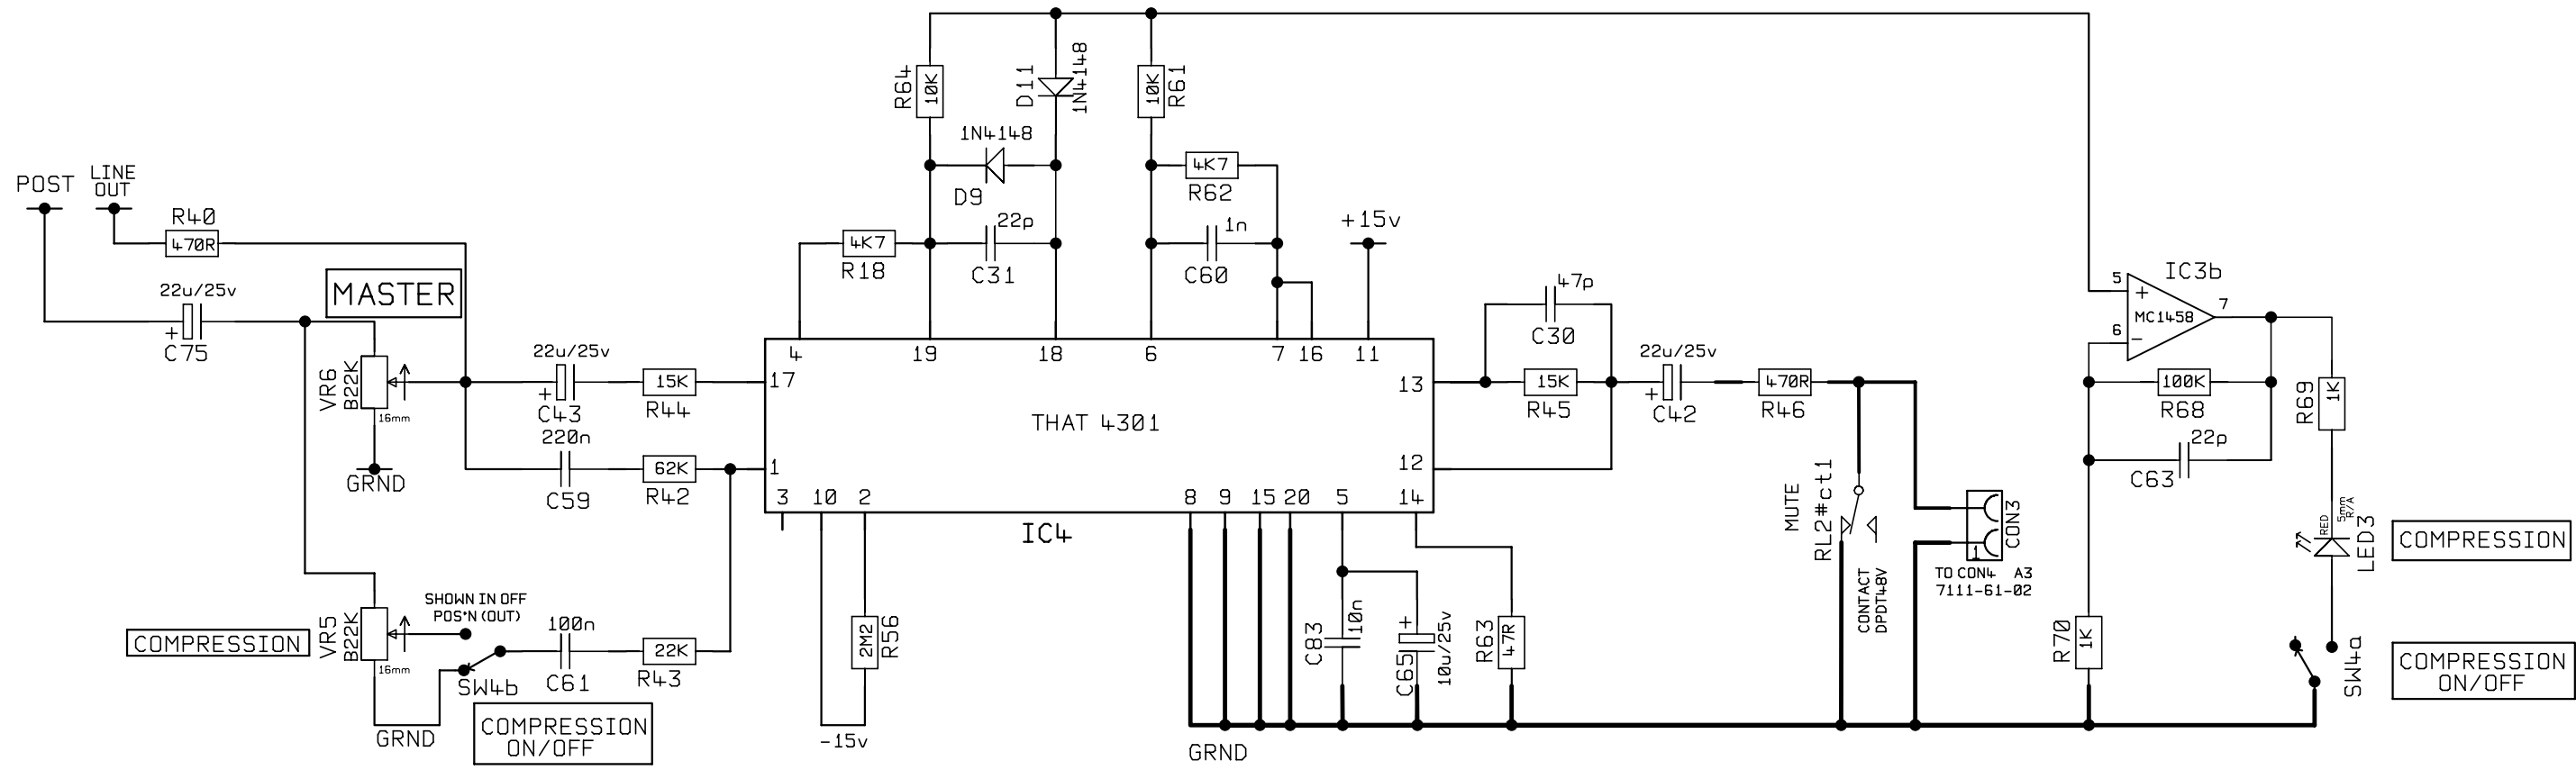 POST
LINE
OUT
R40
470R
22u/25v
+
C75
MASTER
VR6
B22K
16mm
GRND
22u/25v
+
C43
15K
R44
220n
C59
62K
R42
COMPRESSION
VR5
B22K
16mm
GRND
SHOWN IN OFF
POS'N (OUT)
SW4b
COMPRESSION
ON/OFF
100n
C61
22K
R43
R64
10K
D11
1N4148
R61
10K
1N4148
D9
4K7
R62
4K7
R18
22p
C31
1n
C60
+15v
4
19
18
6
7
16
11
17
1
3
10
2
8
9
15
20
5
14
13
12
THAT 4301
IC4
2M2
R56
-15v
GRND
C83
10n
+
C65
10u/25v
R63
47R
47p
C30
15K
R45
22u/25v
+
C42
470R
R46
MUTE
RL2#ct1
CONTACT
DPDT48V
1
CON3
TO CON4 A3
7111-61-02
IC3b
5
+
6
-
MC1458
7
100K
R68
22p
C63
R69
1K
RED
5mm
R/A
LED3
COMPRESSION
R70
1K
SW4a
COMPRESSION
ON/OFF